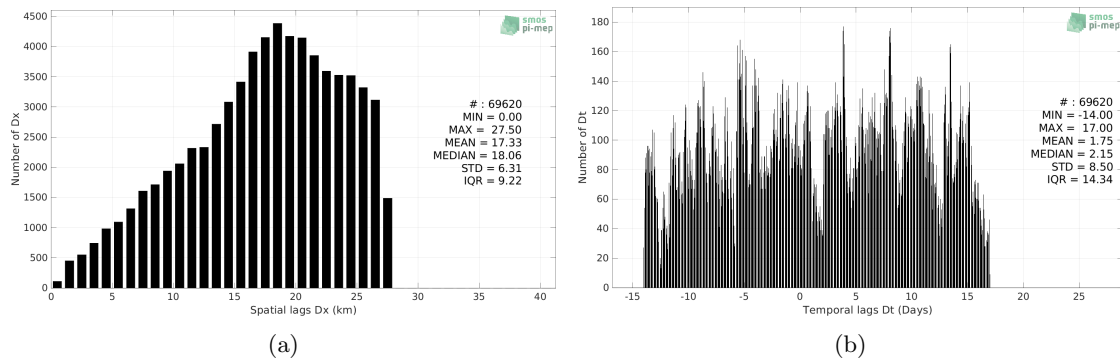 4500
4000
3500
3000
2500
2000
1500
1000
500
0
Number of Dx
smos
pi-mep
# : 69620
MIN = 0.00
MAX = 27.50
MEAN = 17.33
MEDIAN = 18.06
STD = 6.31
IQR = 9.22
0 5 10 15 20 25 30 35 40
Spatial lags Dx (km)
(a)
180
160
140
120
100
80
60
40
20
0
Number of Dt
smos
pi-mep
# : 69620
MIN = -14.00
MAX = 17.00
MEAN = 1.75
MEDIAN = 2.15
STD = 8.50
IQR = 14.34
-15 -10 -5 0 5 10 15 20 25
Temporal lags Dt (Days)
(b)